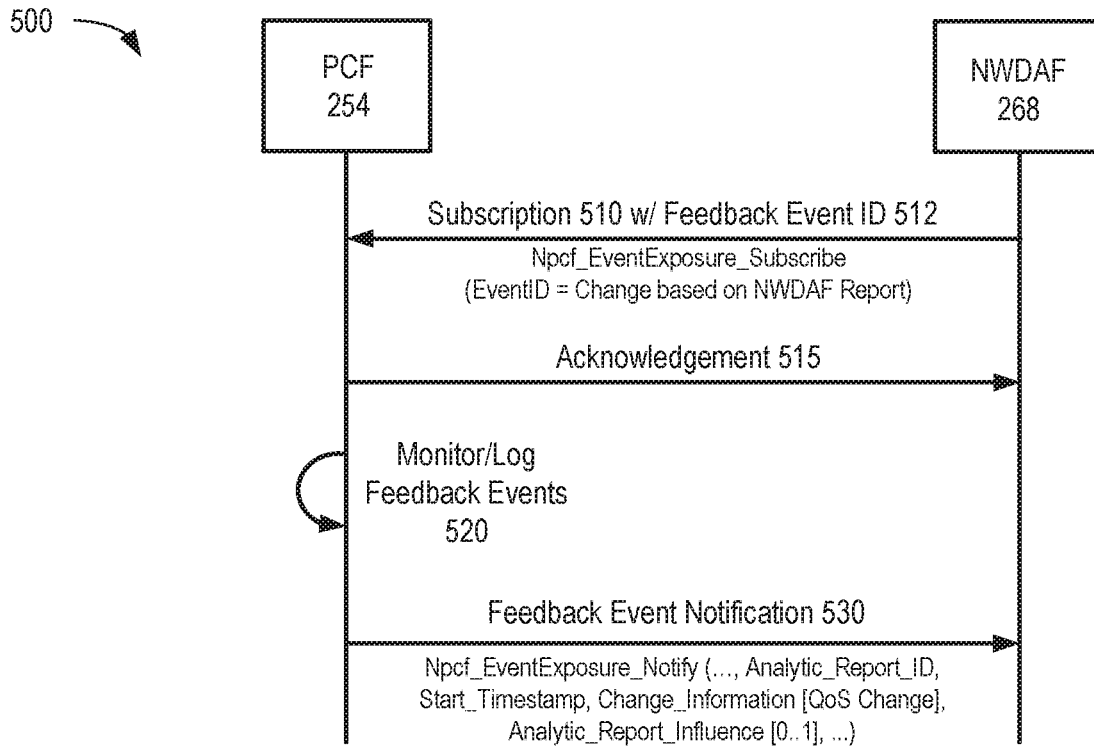 500
PCF
254
NWDAF
268
Subscription 510 w/ Feedback Event ID 512
Npcf_EventExposure_Subscribe
(EventID = Change based on NWDAF Report)
Acknowledgement 515
Monitor/Log
Feedback Events
520
Feedback Event Notification 530
Npcf_EventExposure_Notify (..., Analytic_Report_ID,
Start_Timestamp, Change_Information [QoS Change],
Analytic_Report_Influence [0..1], ...)